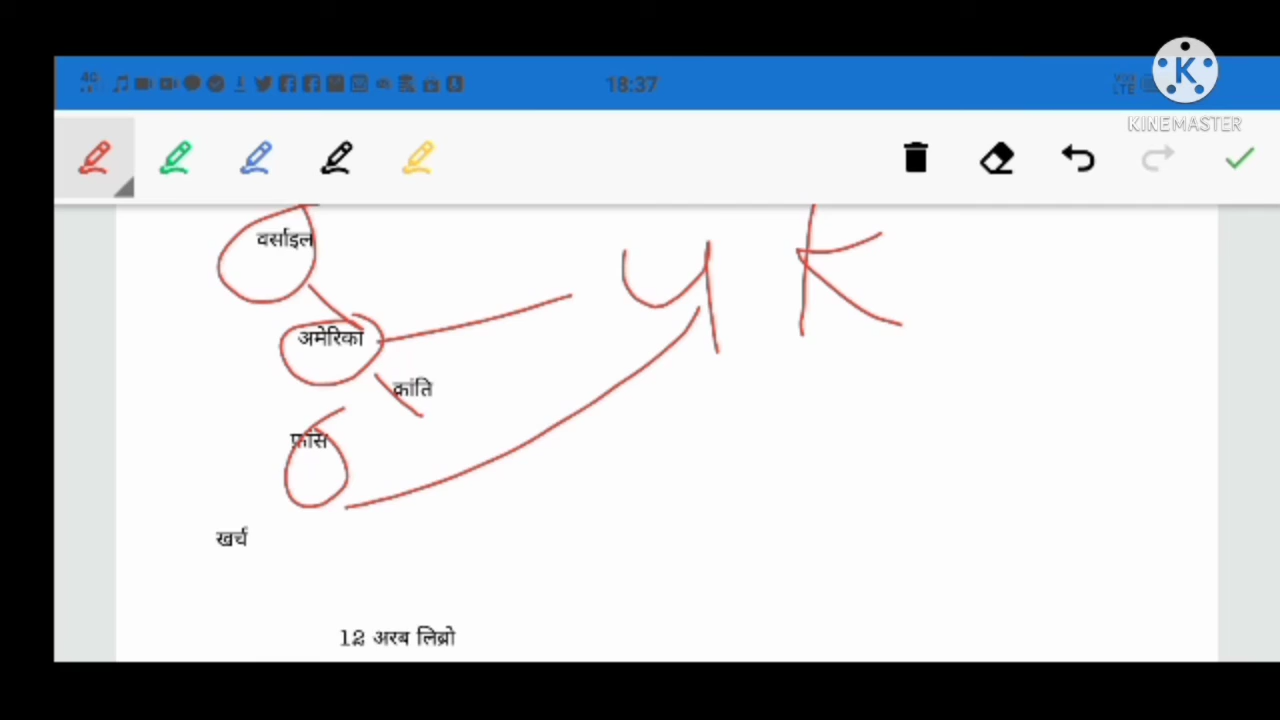 18:37
KINEMASTER
वर्साइल
UK
अमेरिका
क्रांति
फ्रांस
खर्च
12 अरब लिब्रो